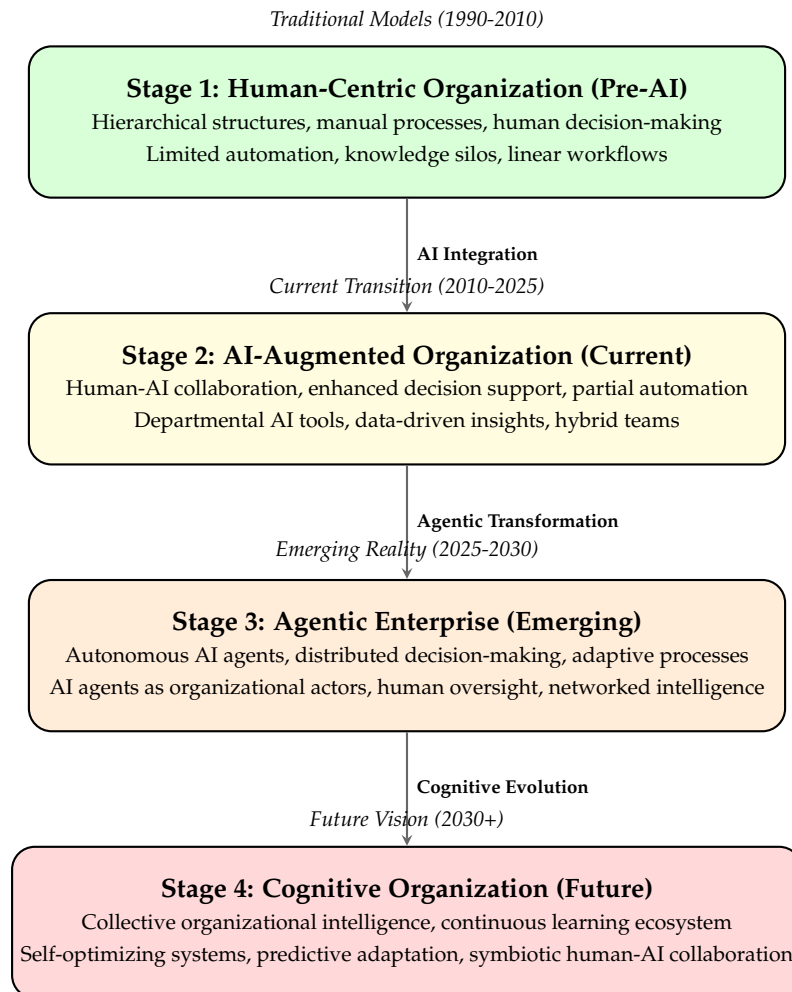 Traditional Models (1990-2010)
Stage 1: Human-Centric Organization (Pre-AI)
Hierarchical structures, manual processes, human decision-making
Limited automation, knowledge silos, linear workflows
AI Integration
Current Transition (2010-2025)
Stage 2: AI-Augmented Organization (Current)
Human-AI collaboration, enhanced decision support, partial automation
Departmental AI tools, data-driven insights, hybrid teams
Agentic Transformation
Emerging Reality (2025-2030)
Stage 3: Agentic Enterprise (Emerging)
Autonomous AI agents, distributed decision-making, adaptive processes
AI agents as organizational actors, human oversight, networked intelligence
Cognitive Evolution
Future Vision (2030+)
Stage 4: Cognitive Organization (Future)
Collective organizational intelligence, continuous learning ecosystem
Self-optimizing systems, predictive adaptation, symbiotic human-AI collaboration